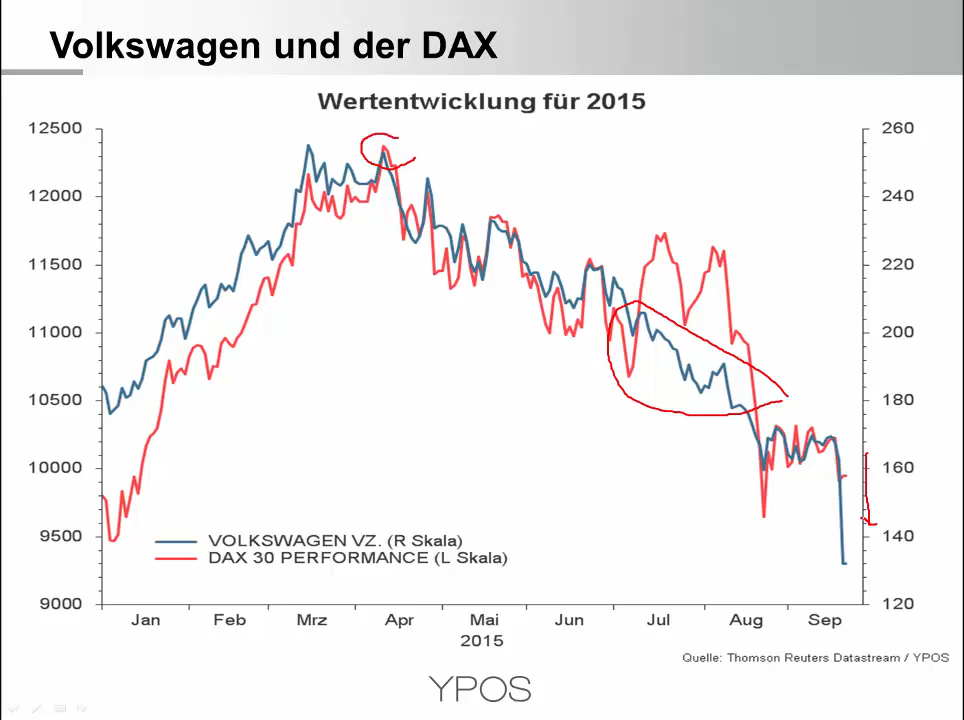 Volkswagen und der DAX
Wertentwicklung für 2015
12500
12000
11500
11000
10500
10000
9500
9000
260
240
220
200
180
160
140
120
VOLKSWAGEN VZ. (R Skala)
DAX 30 PERFORMANCE (L Skala)
Jan Feb Mrz Apr Mai Jun Jul Aug Sep
2015
Quelle: Thomson Reuters Datastream / YPOS
YPOS